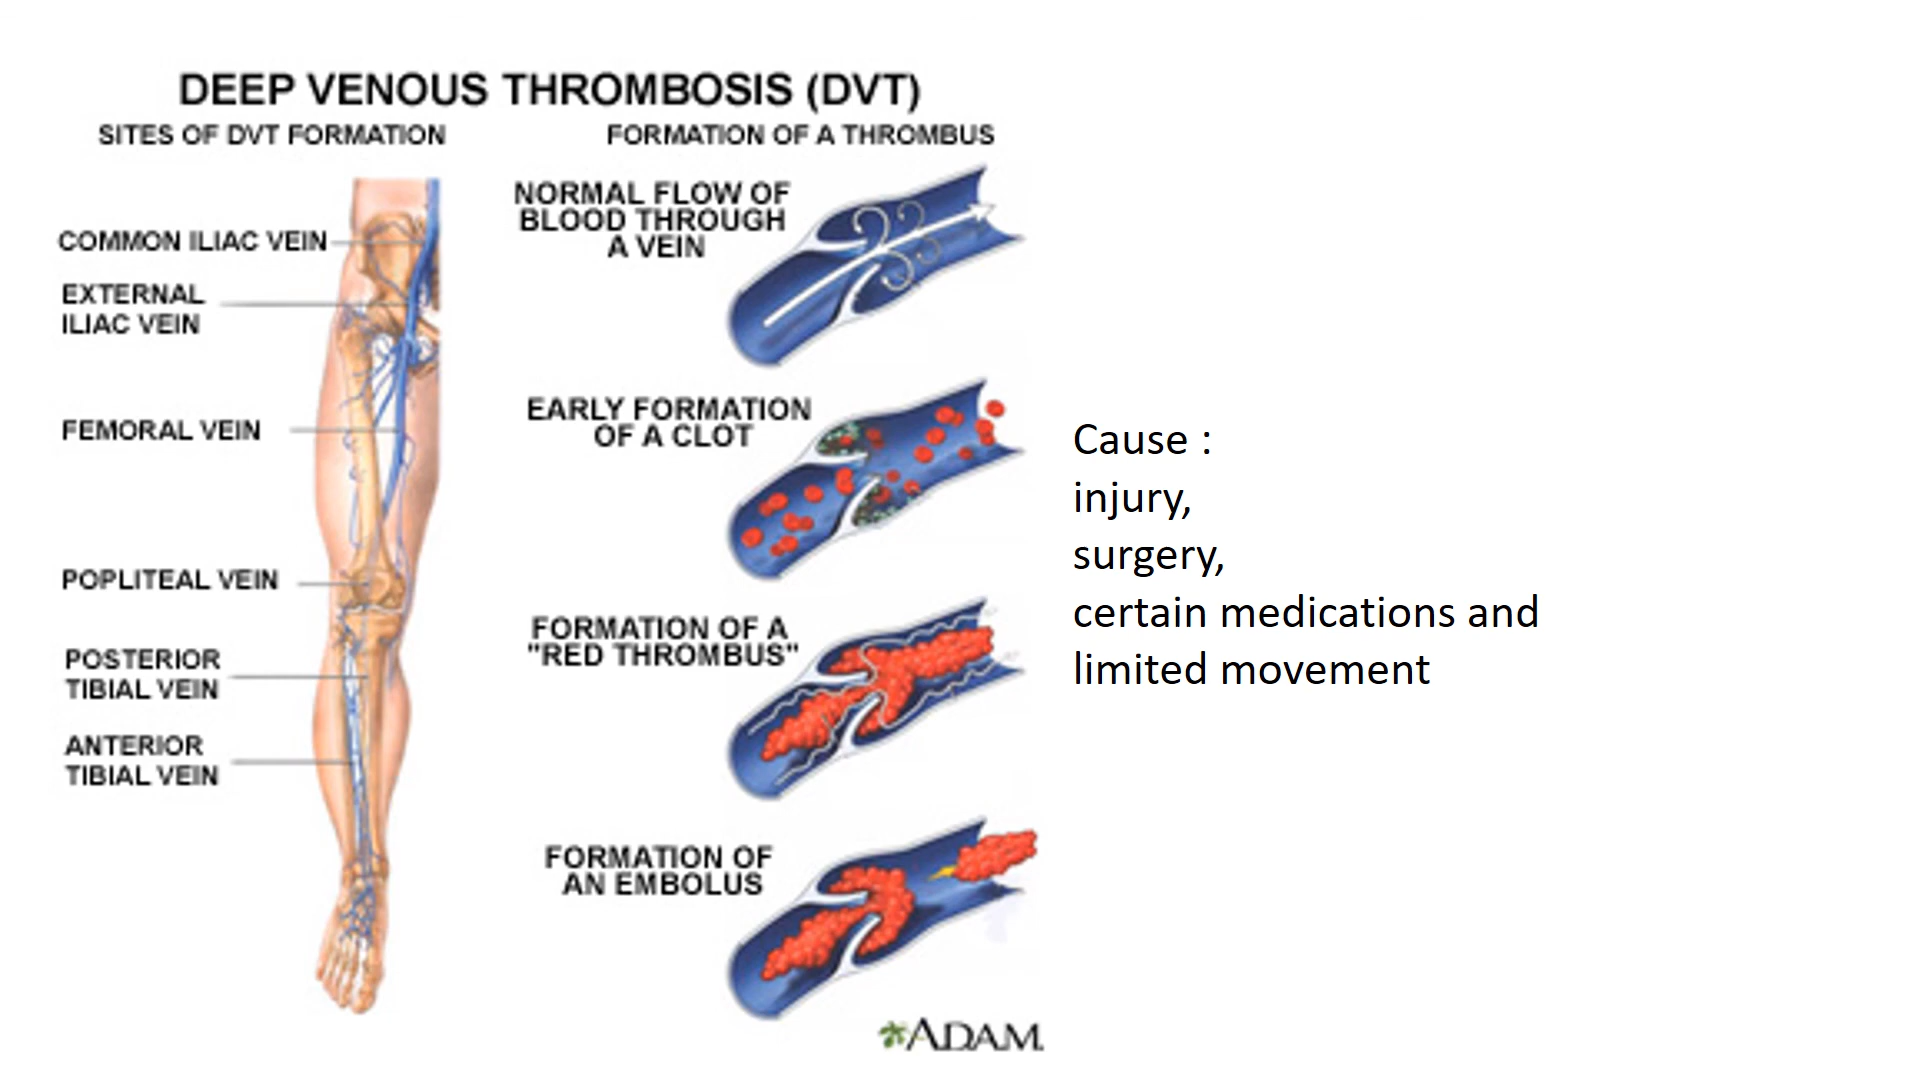 DEEP VENOUS THROMBOSIS (DVT)
SITES OF DVT FORMATION
COMMON ILIAC VEIN
EXTERNAL
ILIAC VEIN
FEMORAL VEIN
POPLITEAL VEIN
POSTERIOR
TIBIAL VEIN
ANTERIOR
TIBIAL VEIN
FORMATION OF A THROMBUS
NORMAL FLOW OF
BLOOD THROUGH
A VEIN
EARLY FORMATION
OF A CLOT
FORMATION OF A
"RED THROMBUS"
FORMATION OF
AN EMBOLUS
ADAM.
Cause :
injury,
surgery,
certain medications and
limited movement